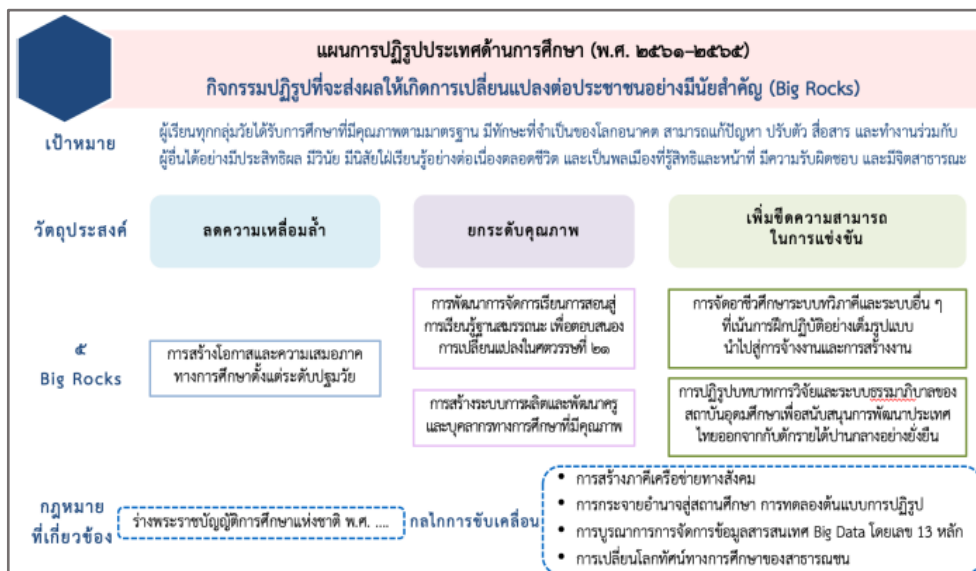 แผนการปฏิรูปประเทศด้านการศึกษา (พ.ศ. ๒๕๖๑–๒๕๖๕)
กิจกรรมปฏิรูปที่จะส่งผลให้เกิดการเปลี่ยนแปลงต่อประชาชนอย่างมีนัยสำคัญ (Big Rocks)
เป้าหมาย
ผู้เรียนทุกกลุ่มวัยได้รับการศึกษาที่มีคุณภาพตามมาตรฐาน มีทักษะที่จำเป็นของโลกอนาคต สามารถแก้ปัญหา ปรับตัว สื่อสาร และทำงานร่วมกับ
ผู้อื่นได้อย่างมีประสิทธิผล มีวินัย มีนิสัยใฝ่เรียนรู้อย่างต่อเนื่องตลอดชีวิต และเป็นพลเมืองที่รู้สิทธิและหน้าที่ มีความรับผิดชอบ และมีจิตสาธารณะ
วัตถุประสงค์
ลดความเหลื่อมล้ำ
ยกระดับคุณภาพ
เพิ่มขีดความสามารถ
ในการแข่งขัน
๕
Big Rocks
การสร้างโอกาสและความเสมอภาค
ทางการศึกษาตั้งแต่ระดับปฐมวัย
การพัฒนาการจัดการเรียนการสอนสู่
การเรียนรู้ฐานสมรรถนะ เพื่อตอบสนอง
การเปลี่ยนแปลงในศตวรรษที่ ๒๑
การสร้างระบบการผลิตและพัฒนาครู
และบุคลากรทางการศึกษาที่มีคุณภาพ
การจัดอาชีวศึกษาระบบทวิภาคีและระบบอื่น ๆ
ที่เน้นการฝึกปฏิบัติอย่างเต็มรูปแบบ
นำไปสู่การจ้างงานและการสร้างงาน
การปฏิรูปบทบาทการวิจัยและระบบธรรมาภิบาลของ
สถาบันอุดมศึกษาเพื่อสนับสนุนการพัฒนาประเทศ
ไทยออกจากกับดักรายได้ปานกลางอย่างยั่งยืน
กฎหมาย
ที่เกี่ยวข้อง
ร่างพระราชบัญญัติการศึกษาแห่งชาติ พ.ศ. ....
กลไกการขับเคลื่อน
• การสร้างภาคีเครือข่ายทางสังคม
• การกระจายอำนาจสู่สถานศึกษา การทดลองต้นแบบการปฏิรูป
• การบูรณาการการจัดการข้อมูลสารสนเทศ Big Data โดยเลข 13 หลัก
• การเปลี่ยนโลกทัศน์ทางการศึกษาของสาธารณชน